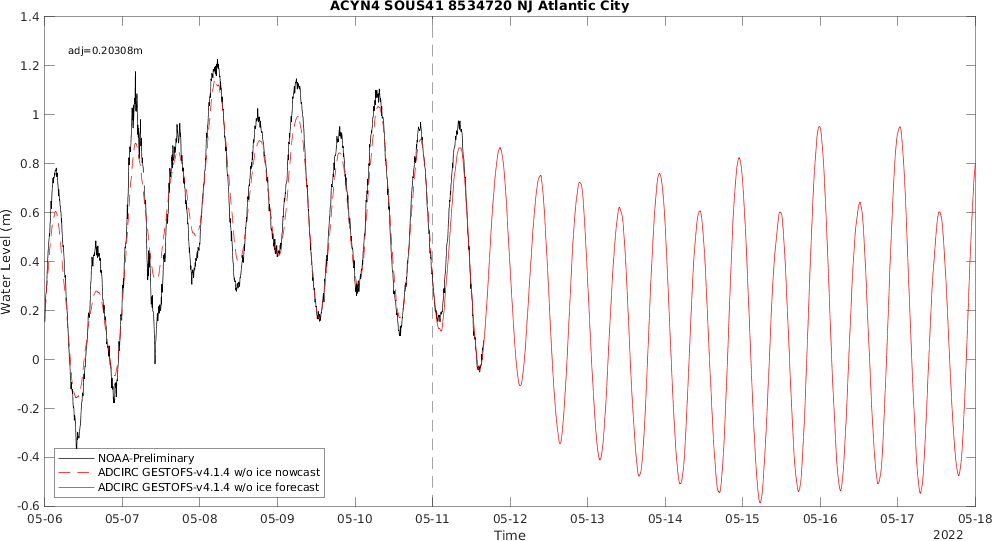 ACYN4 SOUS41 8534720 NJ Atlantic City
1.4
adj=0.20308m
1.2
1
0.8
0.6
0.4
0.2
0
-0.2
-0.4
-0.6
Water Level (m)
NOAA-Preliminary
ADCIRC GESTOFS-v4.1.4 w/o ice nowcast
ADCIRC GESTOFS-v4.1.4 w/o ice forecast
05-06 05-07 05-08 05-09 05-10 05-11 05-12 05-13 05-14 05-15 05-16 05-17 05-18
Time
2022